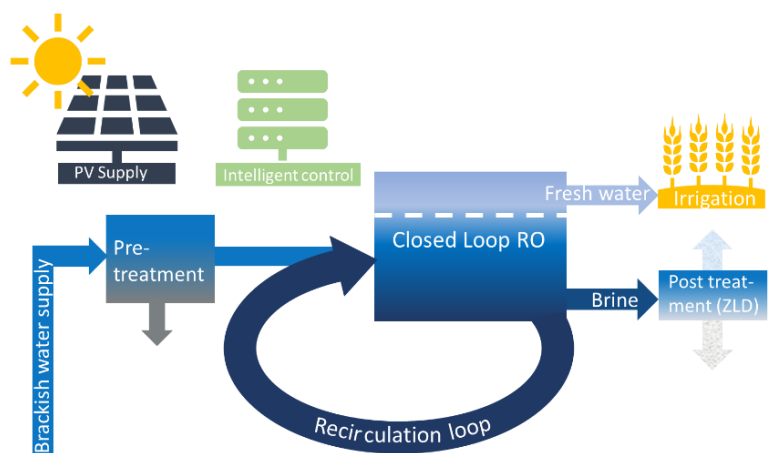 PV Supply
Intelligent control
Fresh water
Irrigation
Pre-
treatment
Closed Loop RO
Brine
Post treat-
ment (ZLD)
Brackish water supply
Recirculation loop